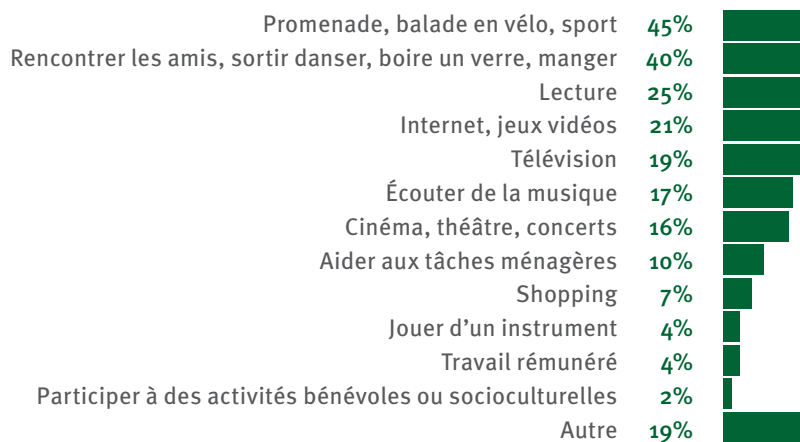 Promenade, balade en vélo, sport 45%
Rencontrer les amis, sortir danser, boire un verre, manger 40%
Lecture 25%
Internet, jeux vidéos 21%
Télévision 19%
Écouter de la musique 17%
Cinéma, théâtre, concerts 16%
Aider aux tâches ménagères 10%
Shopping 7%
Jouer d’un instrument 4%
Travail rémunéré 4%
Participer à des activités bénévoles ou socioculturelles 2%
Autre 19%